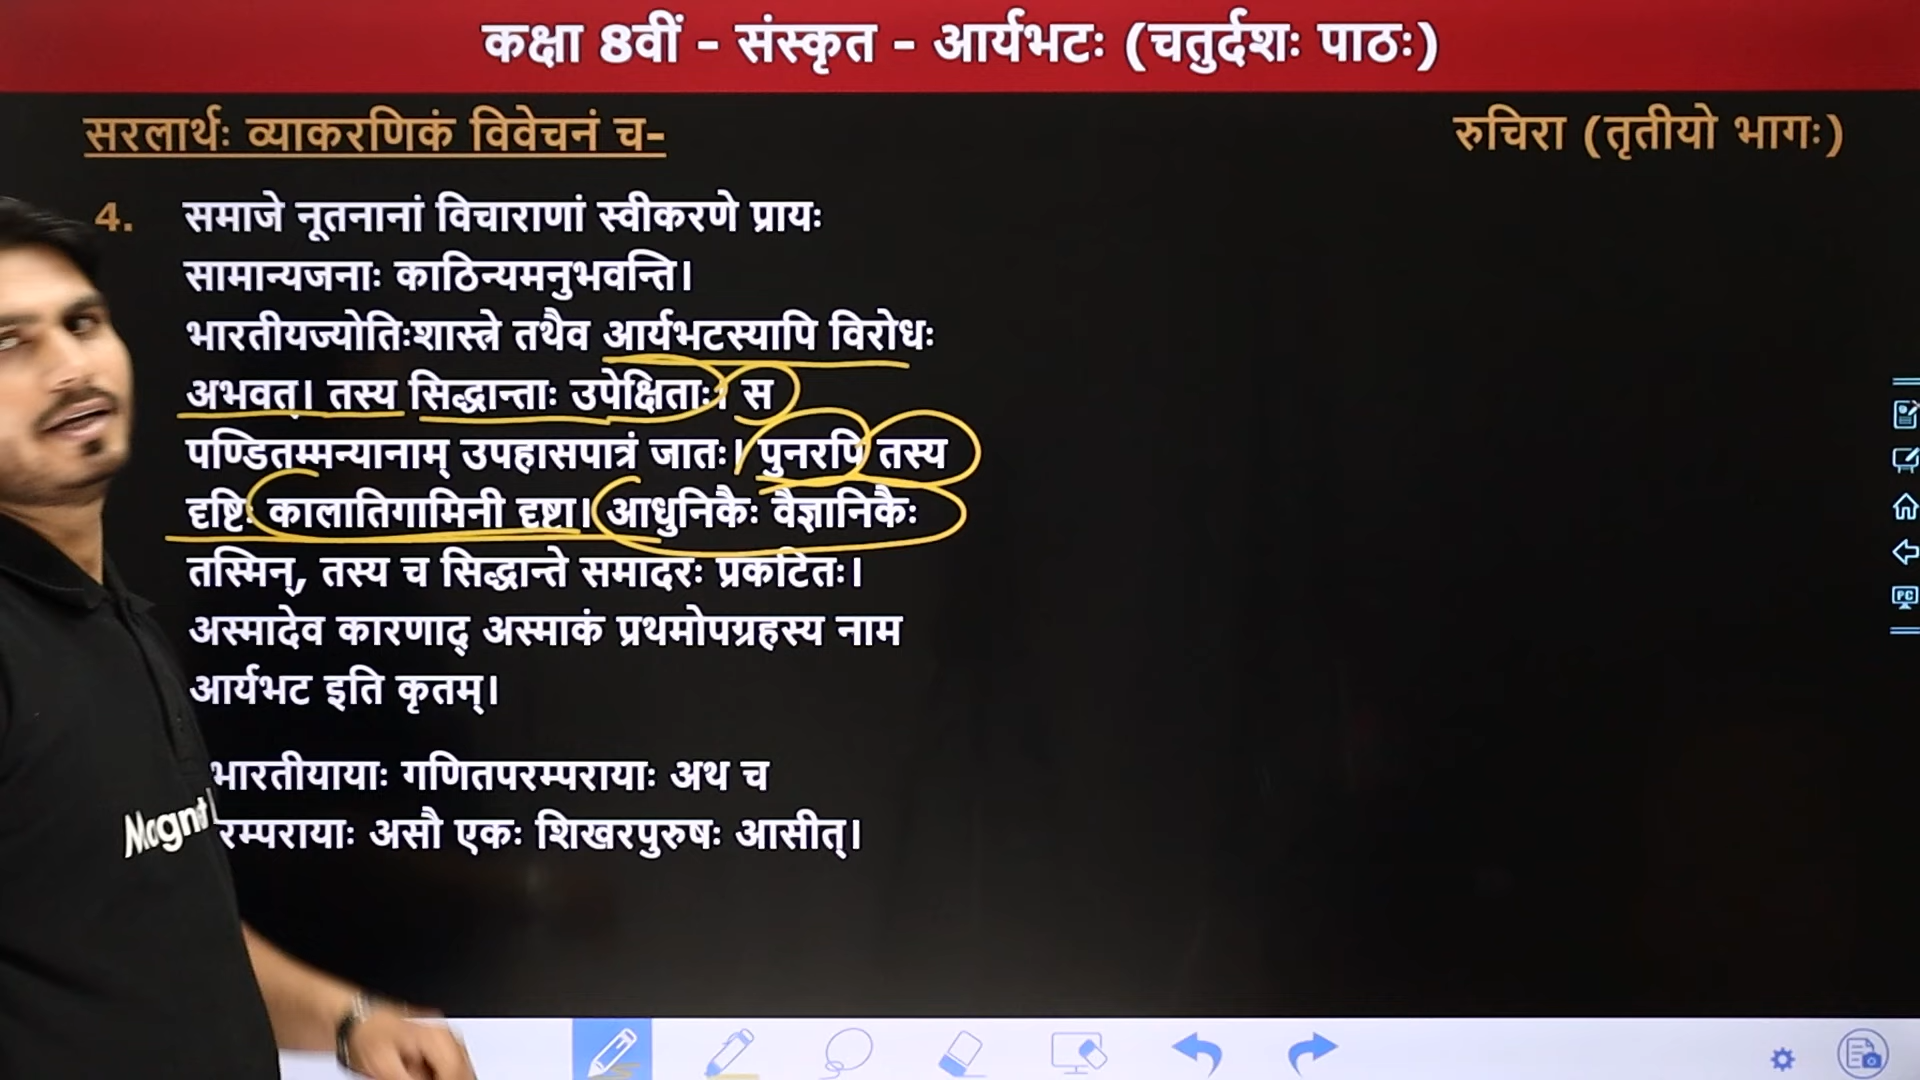 कक्षा 8वीं - संस्कृत - आर्यभटः (चतुर्दशः पाठः)
सरलार्थः व्याकरणिकं विवेचनं च-
रुचिरा (तृतीयो भागः)
4. समाजे नूतनानां विचाराणां स्वीकरणे प्रायः
सामान्यजनाः काठिन्यमनुभवन्ति।
भारतीयज्योतिःशास्त्रे तथैव आर्यभटस्यापि विरोधः
अभवत्। तस्य सिद्धान्ताः उपेक्षिताः। स
पण्डितम्मन्यानाम् उपहासपात्रं जातः। पुनरपि तस्य
दृष्टिः कालातिगामिनी दृष्टा। आधुनिकैः वैज्ञानिकैः
तस्मिन्, तस्य च सिद्धान्ते समादरः प्रकटितः।
अस्मादेव कारणाद् अस्माकं प्रथमोपग्रहस्य नाम
आर्यभट इति कृतम्।
भारतीयायाः गणितपरम्परायाः अथ च
रम्परायाः असौ एकः शिखरपुरुषः आसीत्।
PC